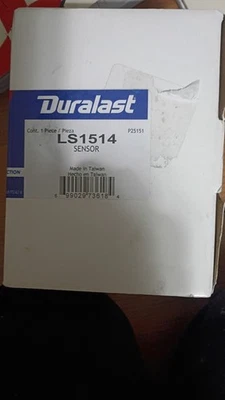 Duralast
Cont. 1 Piece / Pieza P25151
LS1514
SENSOR
Made in Taiwan
Hecho en Taiwan